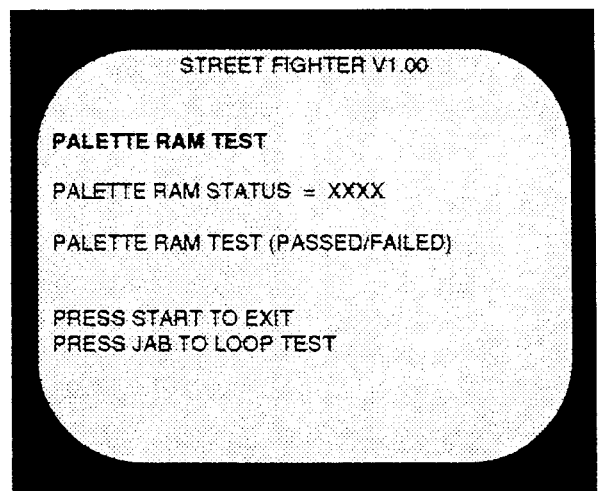 STREET FIGHTER V1.00
PALETTE RAM TEST
PALETTE RAM STATUS = XXXX
PALETTE RAM TEST (PASSED/FAILED)
PRESS START TO EXIT
PRESS JAB TO LOOP TEST